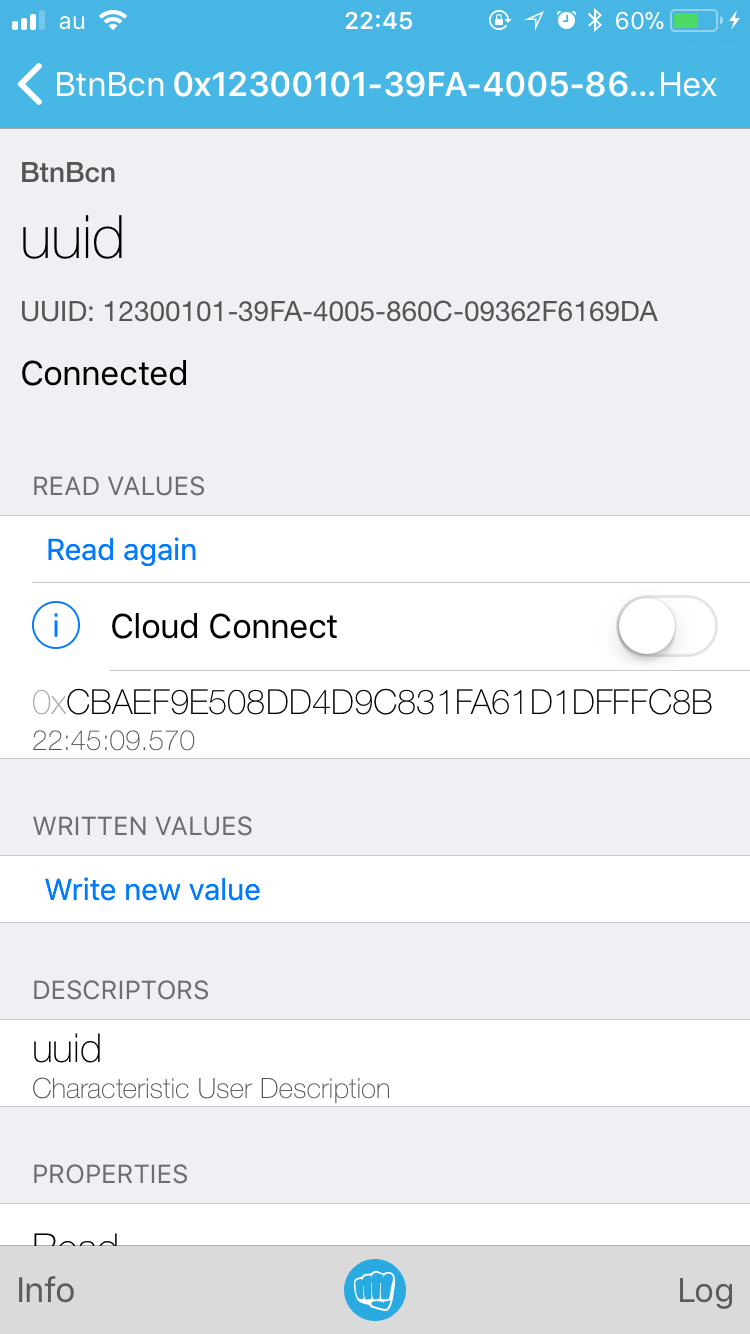 au 22:45 60%
BtnBcn 0x12300101-39FA-4005-86... Hex
BtnBcn
uuid
UUID: 12300101-39FA-4005-860C-09362F6169DA
Connected
READ VALUES
Read again
Cloud Connect
0xCBAEF9E508DD4D9C831FA61D1DFFFC8B
22:45:09.570
WRITTEN VALUES
Write new value
DESCRIPTORS
uuid
Characteristic User Description
PROPERTIES
Read
Info Log